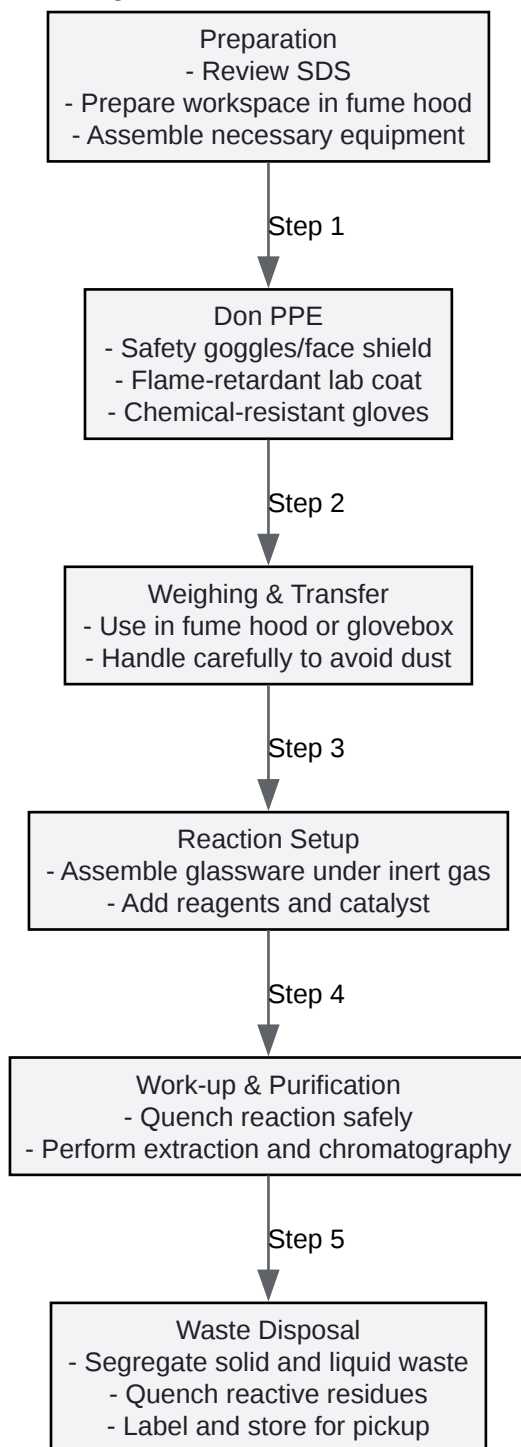 Preparation
- Review SDS
- Prepare workspace in fume hood
- Assemble necessary equipment
Step 1
Don PPE
- Safety goggles/face shield
- Flame-retardant lab coat
- Chemical-resistant gloves
Step 2
Weighing & Transfer
- Use in fume hood or glovebox
- Handle carefully to avoid dust
Step 3
Reaction Setup
- Assemble glassware under inert gas
- Add reagents and catalyst
Step 4
Work-up & Purification
- Quench reaction safely
- Perform extraction and chromatography
Step 5
Waste Disposal
- Segregate solid and liquid waste
- Quench reactive residues
- Label and store for pickup